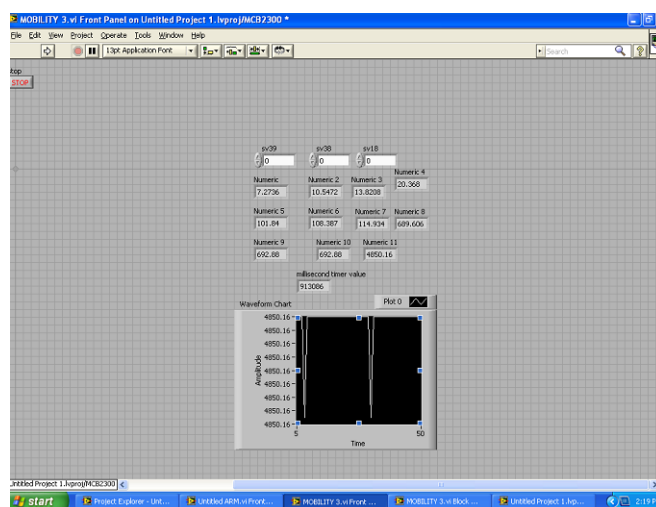 MOBILITY 3.vi Front Panel on Untitled Project 1.lvproj/MCB2300 *
File Edit View Project Operate Tools Window Help
13pt Application Font
Search
top
STOP
sv39 sv38 sv18
0 0 0
Numeric Numeric 2 Numeric 3 Numeric 4
7.2736 10.5472 13.8208 20.368
Numeric 5 Numeric 6 Numeric 7 Numeric 8
101.84 108.387 114.934 689.606
Numeric 9 Numeric 10 Numeric 11
692.88 692.88 4850.16
millisecond timer value
913086
Waveform Chart Plot 0
4850.16
4850.16
4850.16
4850.16
4850.16
4850.16
4850.16
4850.16
4850.16
Amplitude
5 50
Time
Untitled Project 1.lvproj/MCB2300
start Project Explorer - Unt... Untitled ARM.vi Front... MOBILITY 3.vi Front ... MOBILITY 3.vi Block ... Untitled Project 1.lvp... 2:19 P